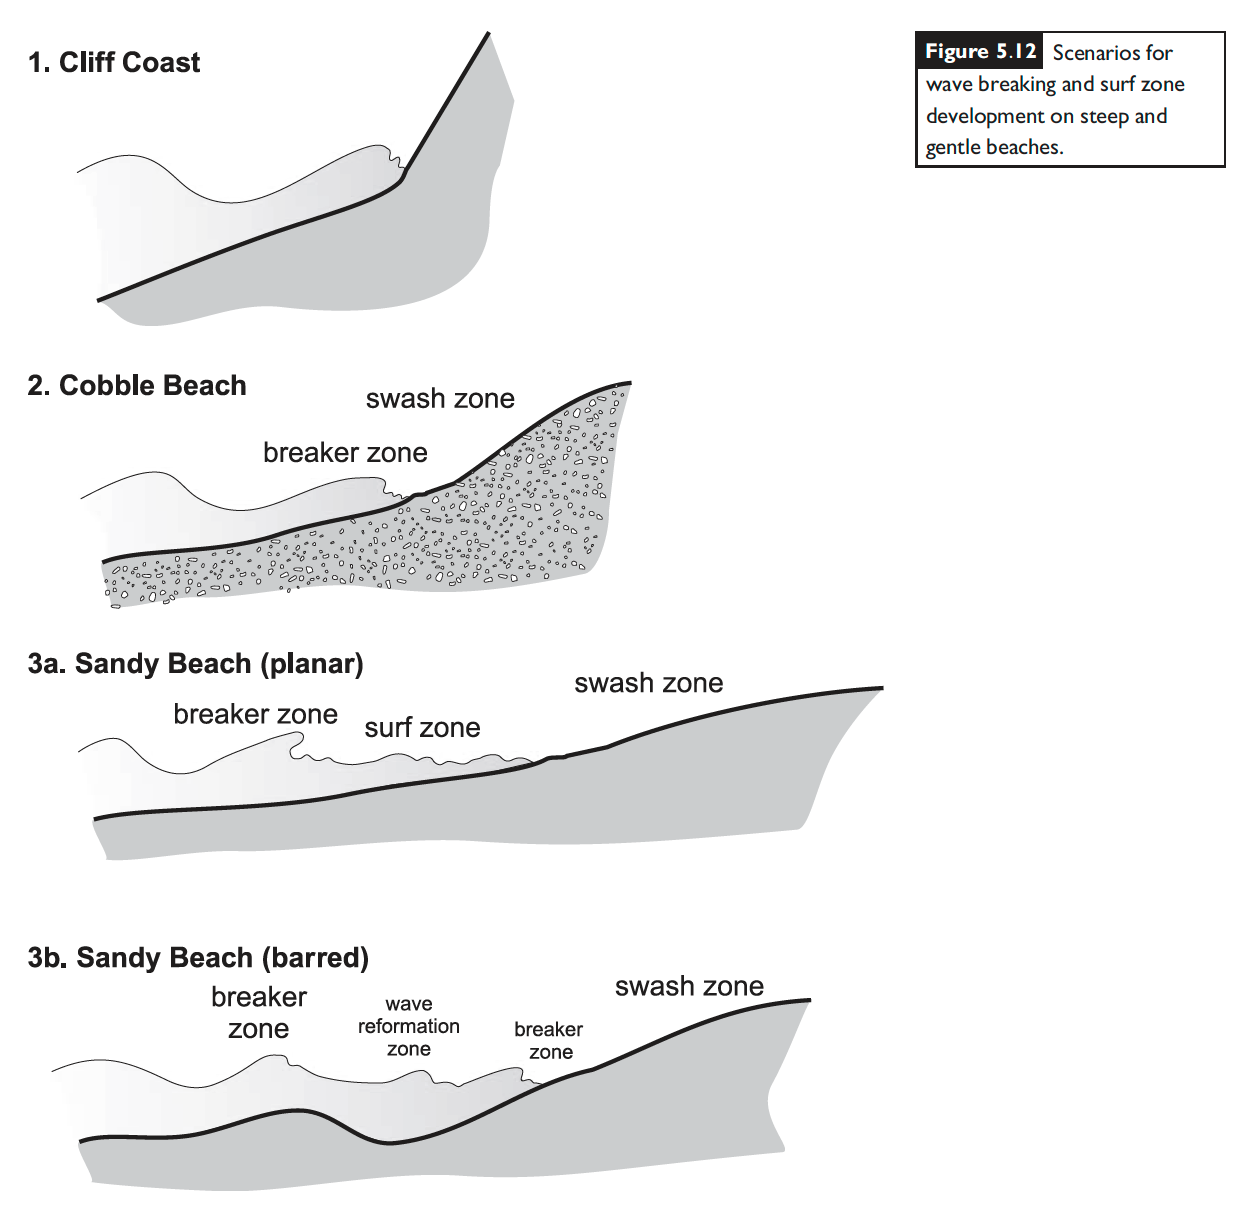 1. Cliff Coast
Figure 5.12 Scenarios for
wave breaking and surf zone
development on steep and
gentle beaches.
2. Cobble Beach
swash zone
breaker zone
3a. Sandy Beach (planar)
swash zone
breaker zone
surf zone
3b. Sandy Beach (barred)
breaker
zone
wave
reformation
zone
breaker
zone
swash zone